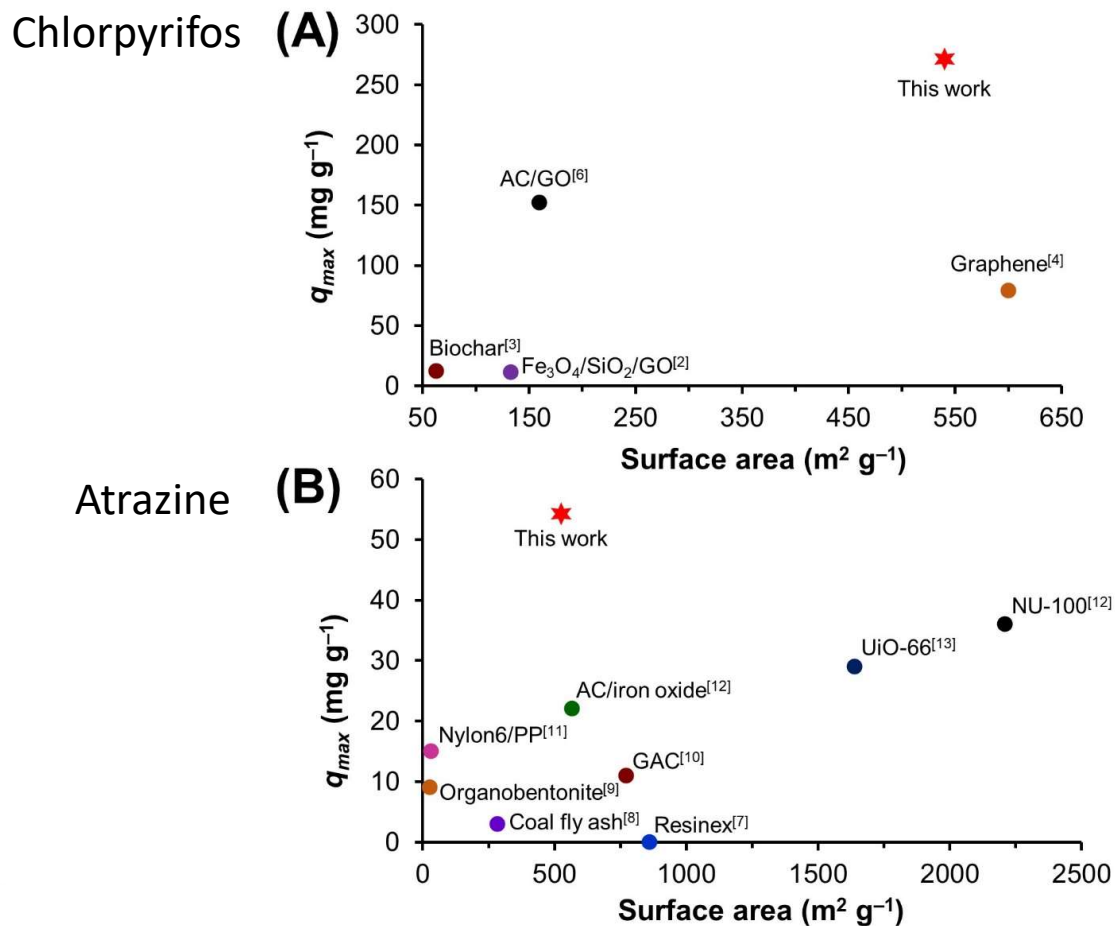 Chlorpyrifos (A)
300
250
200
150
100
50
0
q_max (mg g⁻¹)
This work
AC/GO[6]
Graphene[4]
Biochar[3]
Fe₃O₄/SiO₂/GO[2]
50 150 250 350 450 550 650
Surface area (m² g⁻¹)
Atrazine (B)
60
50
40
30
20
10
0
q_max (mg g⁻¹)
This work
NU-100[12]
UiO-66[13]
AC/iron oxide[12]
Nylon6/PP[11]
GAC[10]
Organobentonite[9]
Coal fly ash[8]
Resinex[7]
0 500 1000 1500 2000 2500
Surface area (m² g⁻¹)